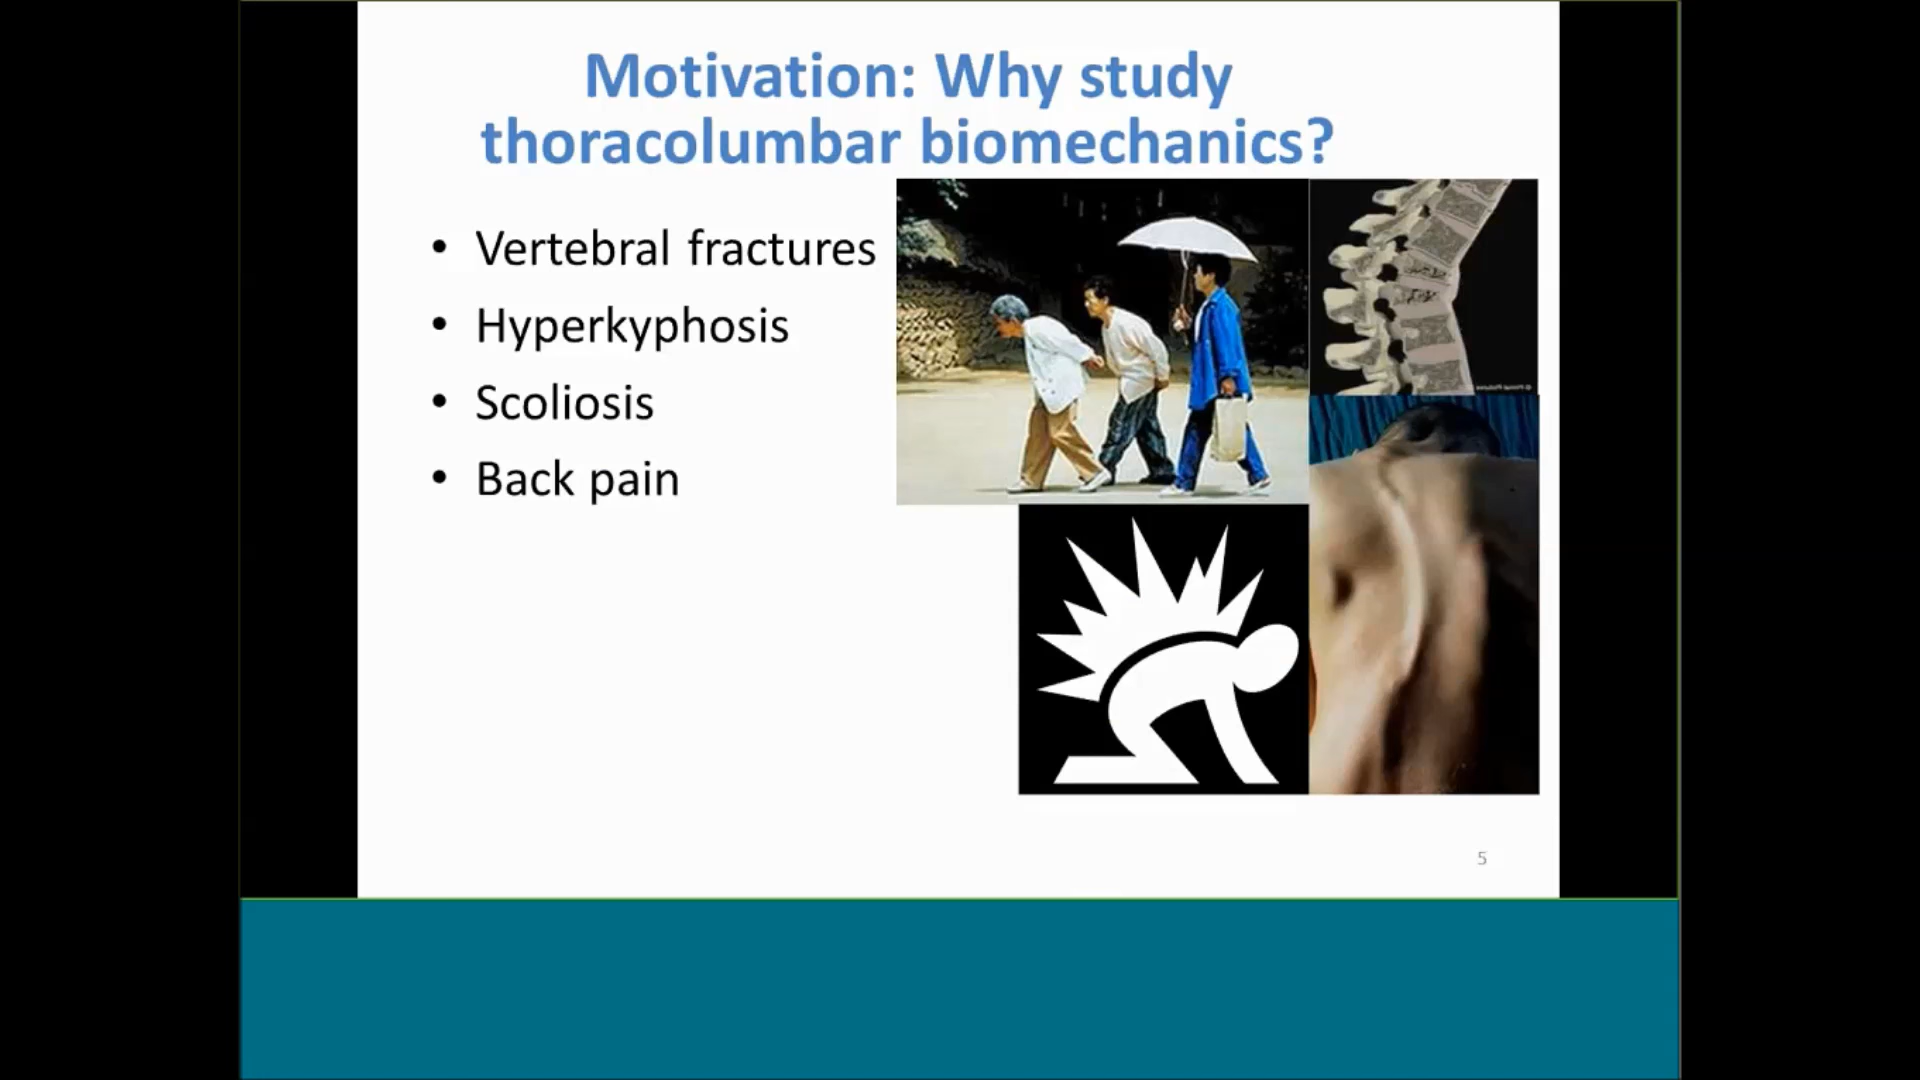 Motivation: Why study
thoracolumbar biomechanics?
• Vertebral fractures
• Hyperkyphosis
• Scoliosis
• Back pain
5